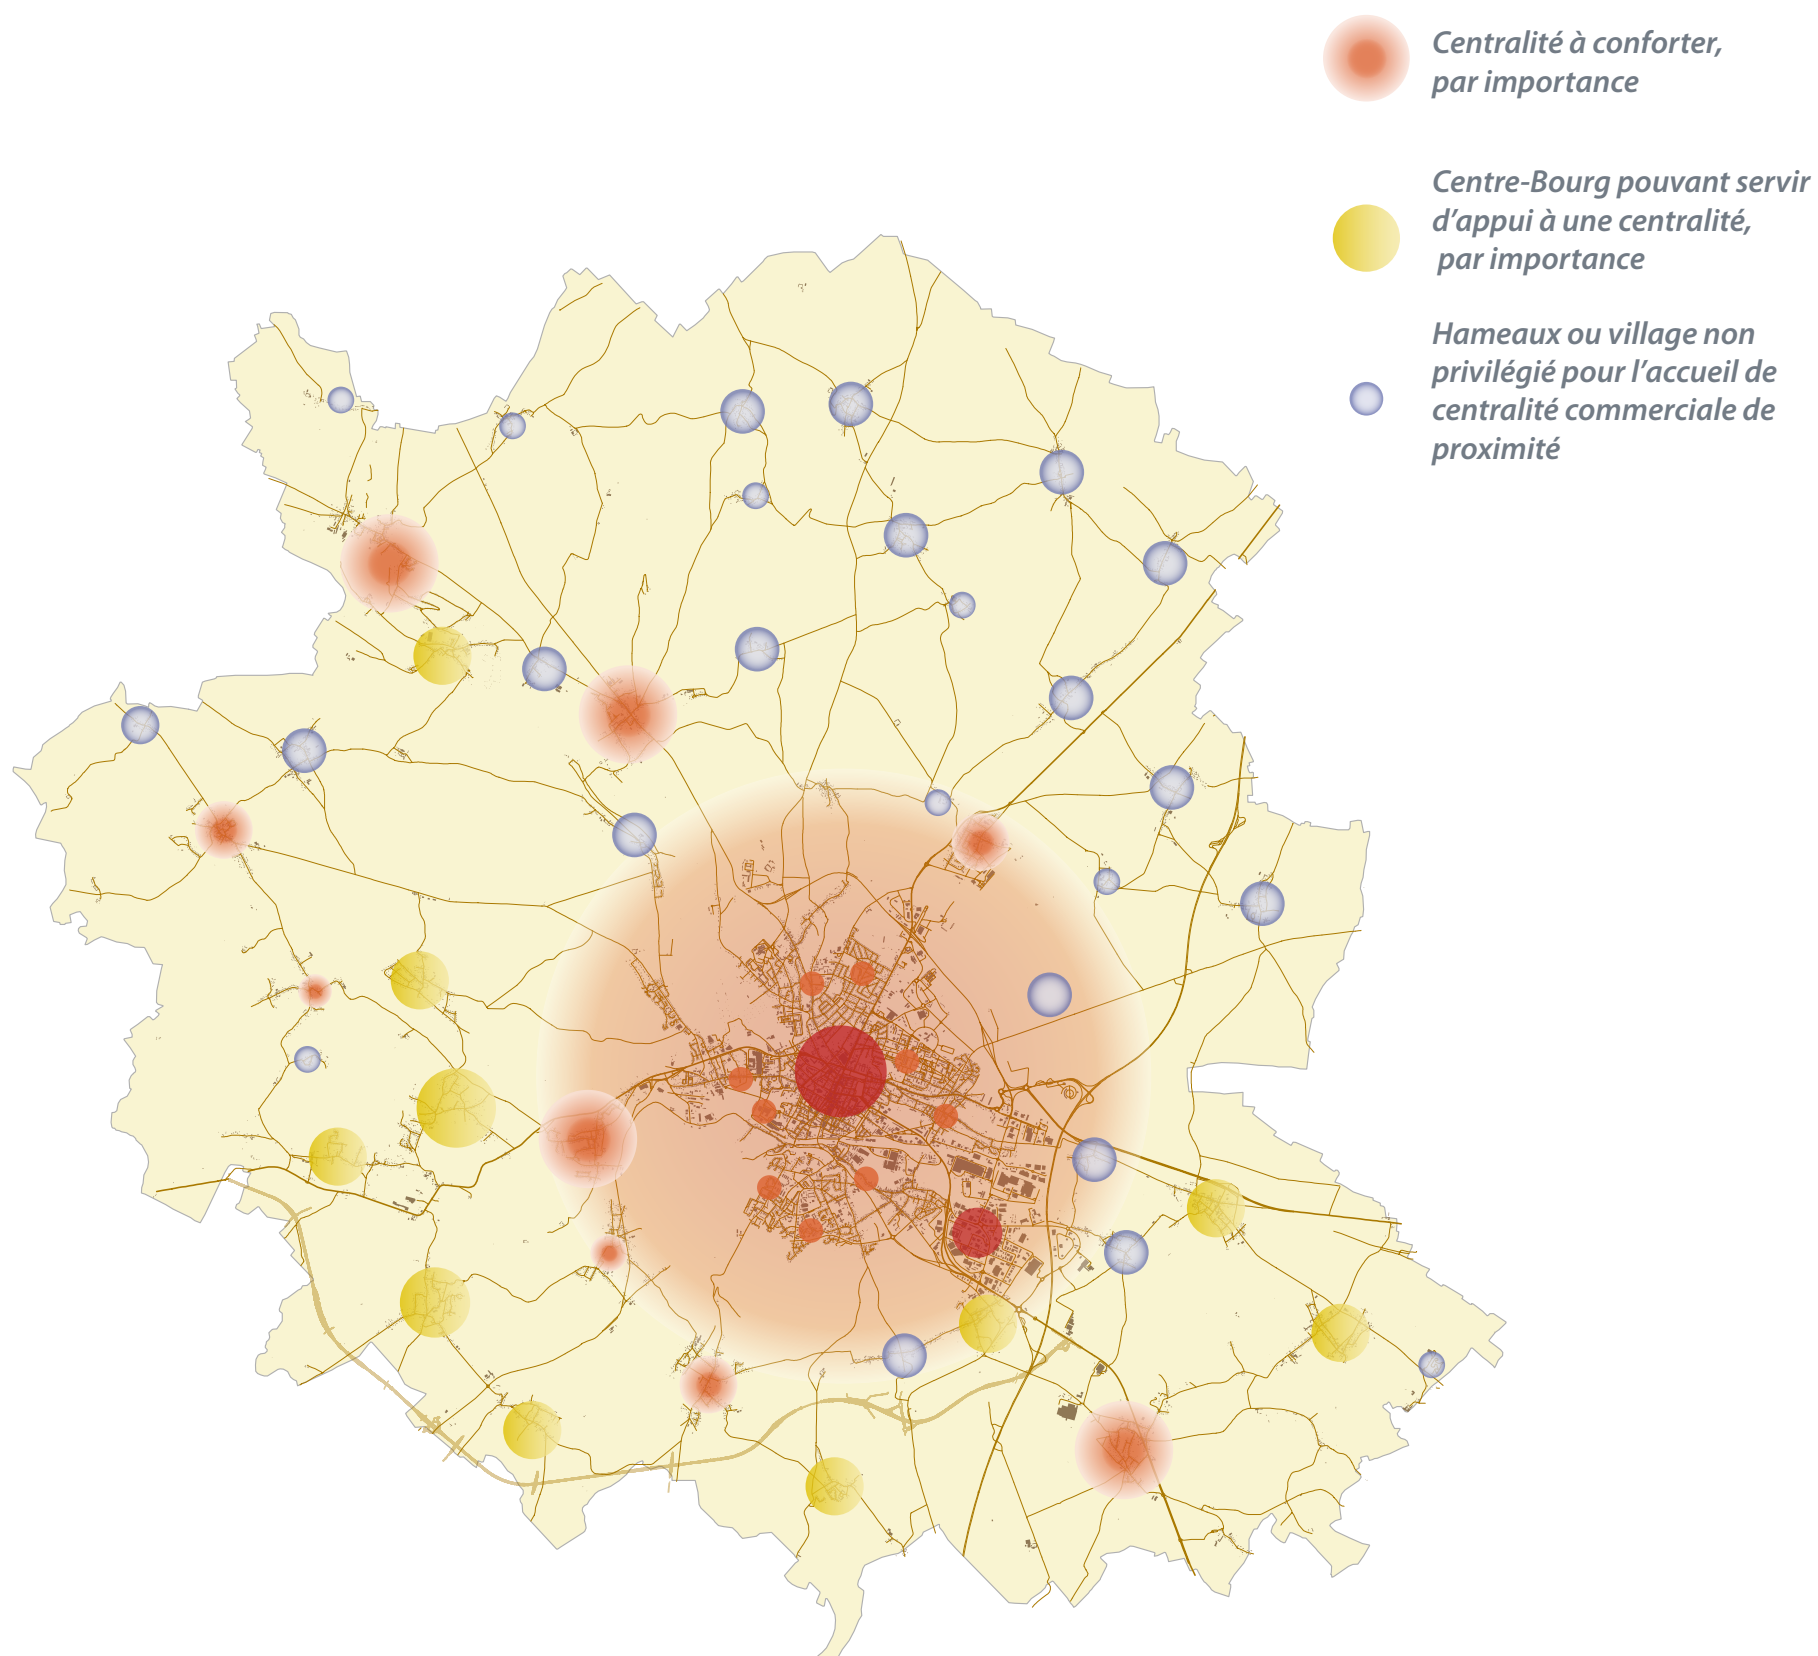 Centralité à conforter,
par importance
Centre-Bourg pouvant servir
d’appui à une centralité,
par importance
Hameaux ou village non
privilégié pour l’accueil de
centralité commerciale de
proximité